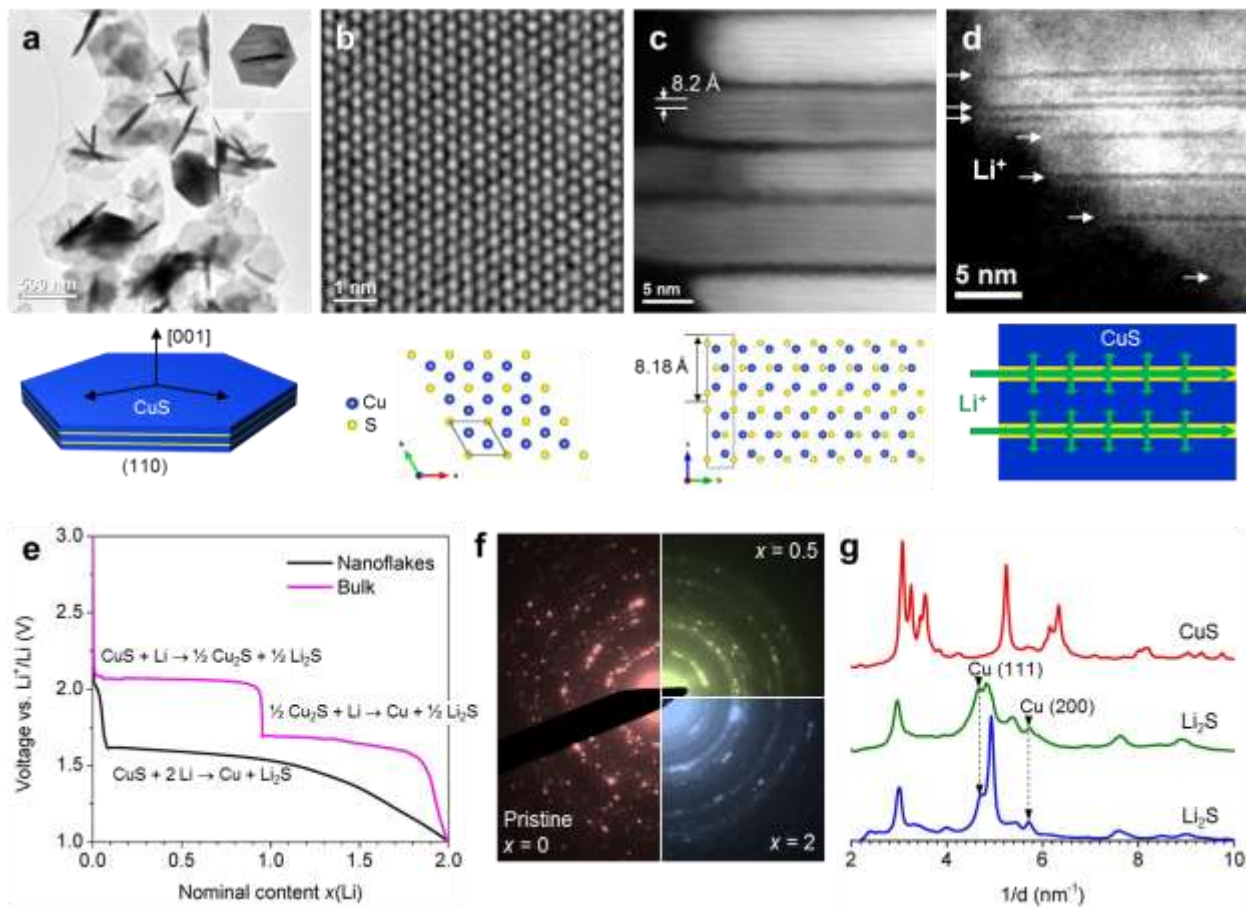 a
500 nm
b
1 nm
c
8.2 Å
5 nm
d
Li⁺
5 nm
[001]
CuS
(110)
Cu
S
8.18 Å
CuS
Li⁺
e
Voltage vs. Li⁺/Li (V)
3.0
2.5
2.0
1.5
1.0
Nanoflakes
Bulk
CuS + Li → ½ Cu₂S + ½ Li₂S
½ Cu₂S + Li → Cu + ½ Li₂S
CuS + 2 Li → Cu + Li₂S
0.0 0.5 1.0 1.5 2.0
Nominal content x(Li)
f
x = 0.5
Pristine
x = 0
x = 2
g
CuS
Cu (111)
Cu (200)
Li₂S
Li₂S
2 4 6 8 10
1/d (nm⁻¹)